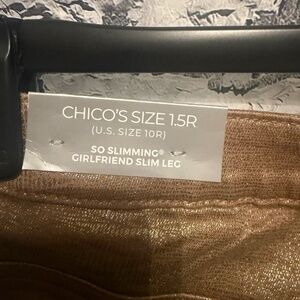 CHICO'S SIZE 1.5R
(U.S. SIZE 10R)
SO SLIMMING®
GIRLFRIEND SLIM LEG